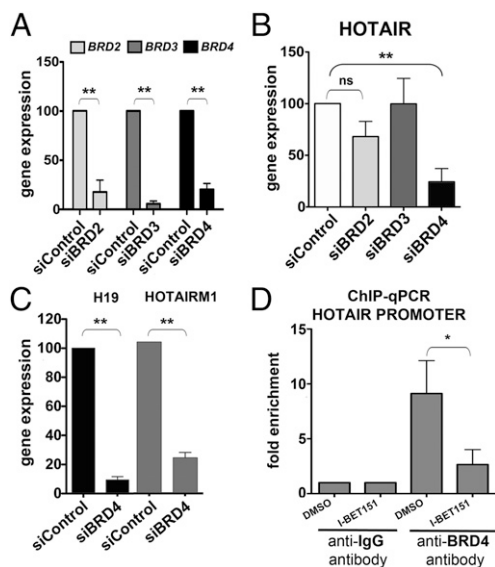 A
BRD2 BRD3 BRD4
gene expression
150
100
50
0
** ** **
siControl
siBRD2
siControl
siBRD3
siControl
siBRD4
B
HOTAIR
gene expression
150
100
50
0
**
ns
siControl
siBRD2
siBRD3
siBRD4
C
H19 HOTAIRM1
gene expression
120
100
80
60
40
20
0
** **
siControl
siBRD4
siControl
siBRD4
D
ChIP-qPCR
HOTAIR PROMOTER
fold enrichment
15
10
5
0
*
DMSO
I-BET151
DMSO
I-BET151
anti-IgG
antibody
anti-BRD4
antibody